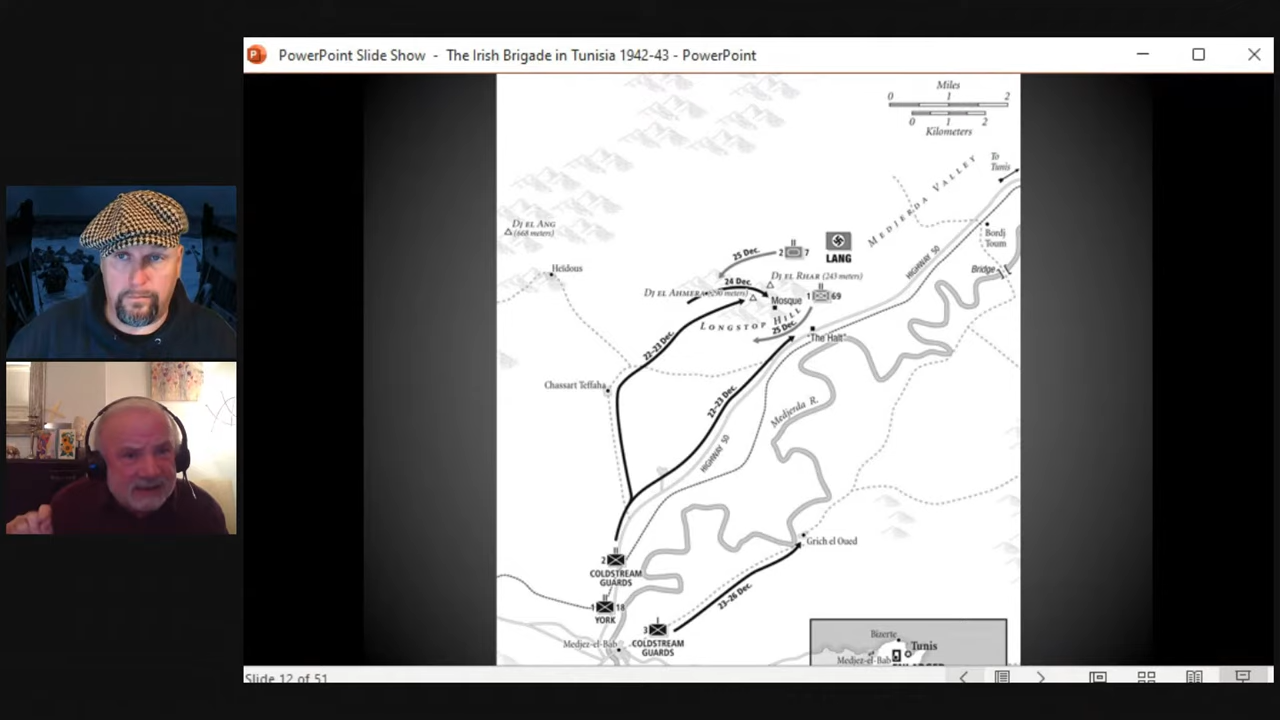 PowerPoint Slide Show - The Irish Brigade in Tunisia 1942-43 - PowerPoint
Miles
0 1 2
0 1 2
Kilometers
To
Tunis
MEDJERDA VALLEY
DJ EL ANG
(668 meters)
Bordj
Toum
25 Dec.
2 7
LANG
HIGHWAY 50
Heidous
Bridge
DJ EL RHAR (243 meters)
24 Dec.
DJ EL AHMERA
1 69
Mosque
LONGSTOP HILL
25 Dec.
"The Halt"
22-23 Dec.
Chassart Teffaha
22-23 Dec.
Medjerda R.
HIGHWAY 50
Grich el Oued
2
COLDSTREAM
GUARDS
23-26 Dec.
1 18
YORK
3
COLDSTREAM
GUARDS
Medjez-el-Bab
Bizerte
Tunis
Medjez-el-Bab
Slide 12 of 51